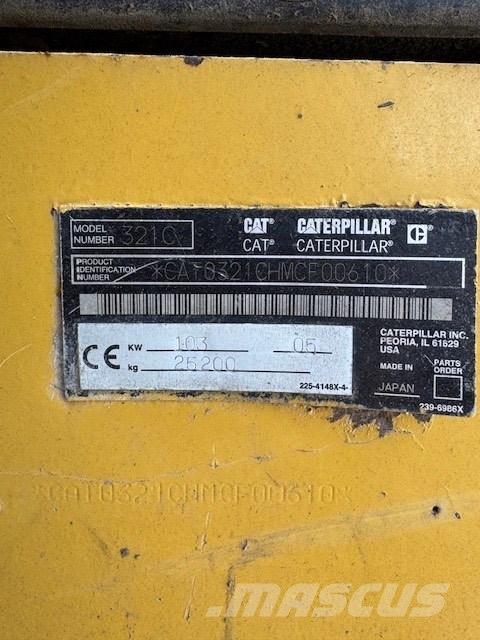 MODEL NUMBER 321C
CAT® CATERPILLAR® C
CAT® CATERPILLAR®
PRODUCT IDENTIFICATION NUMBER *CAT0321CHMCF00610*
CE KW 103 05
kg 25200
225-4148X-4-
CATERPILLAR INC.
PEORIA, IL 61629
USA
MADE IN JAPAN
PARTS ORDER
239-6986X
*CAT0321CHMCF00610*
MASCUS